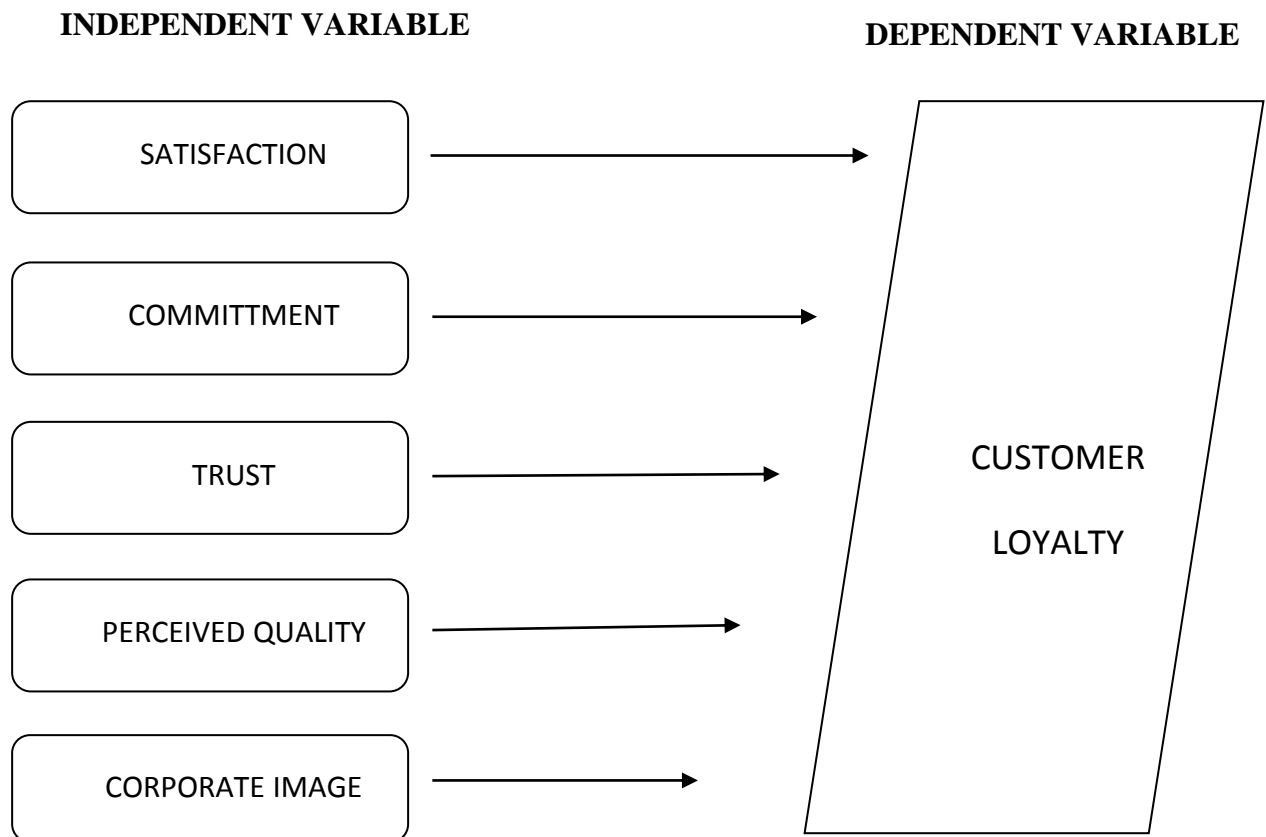 INDEPENDENT VARIABLE
DEPENDENT VARIABLE
SATISFACTION
COMMITTMENT
TRUST
PERCEIVED QUALITY
CORPORATE IMAGE
CUSTOMER
LOYALTY